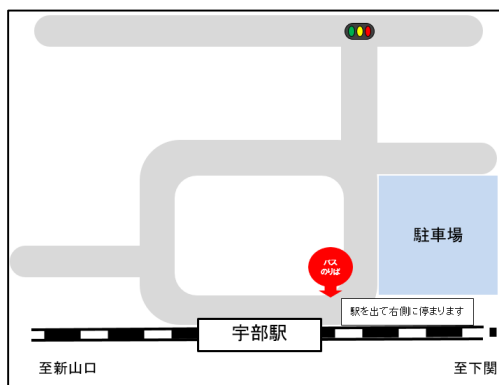 駐車場
バス
のりば
駅を出て右側に停まります
宇部駅
至新山口
至下関